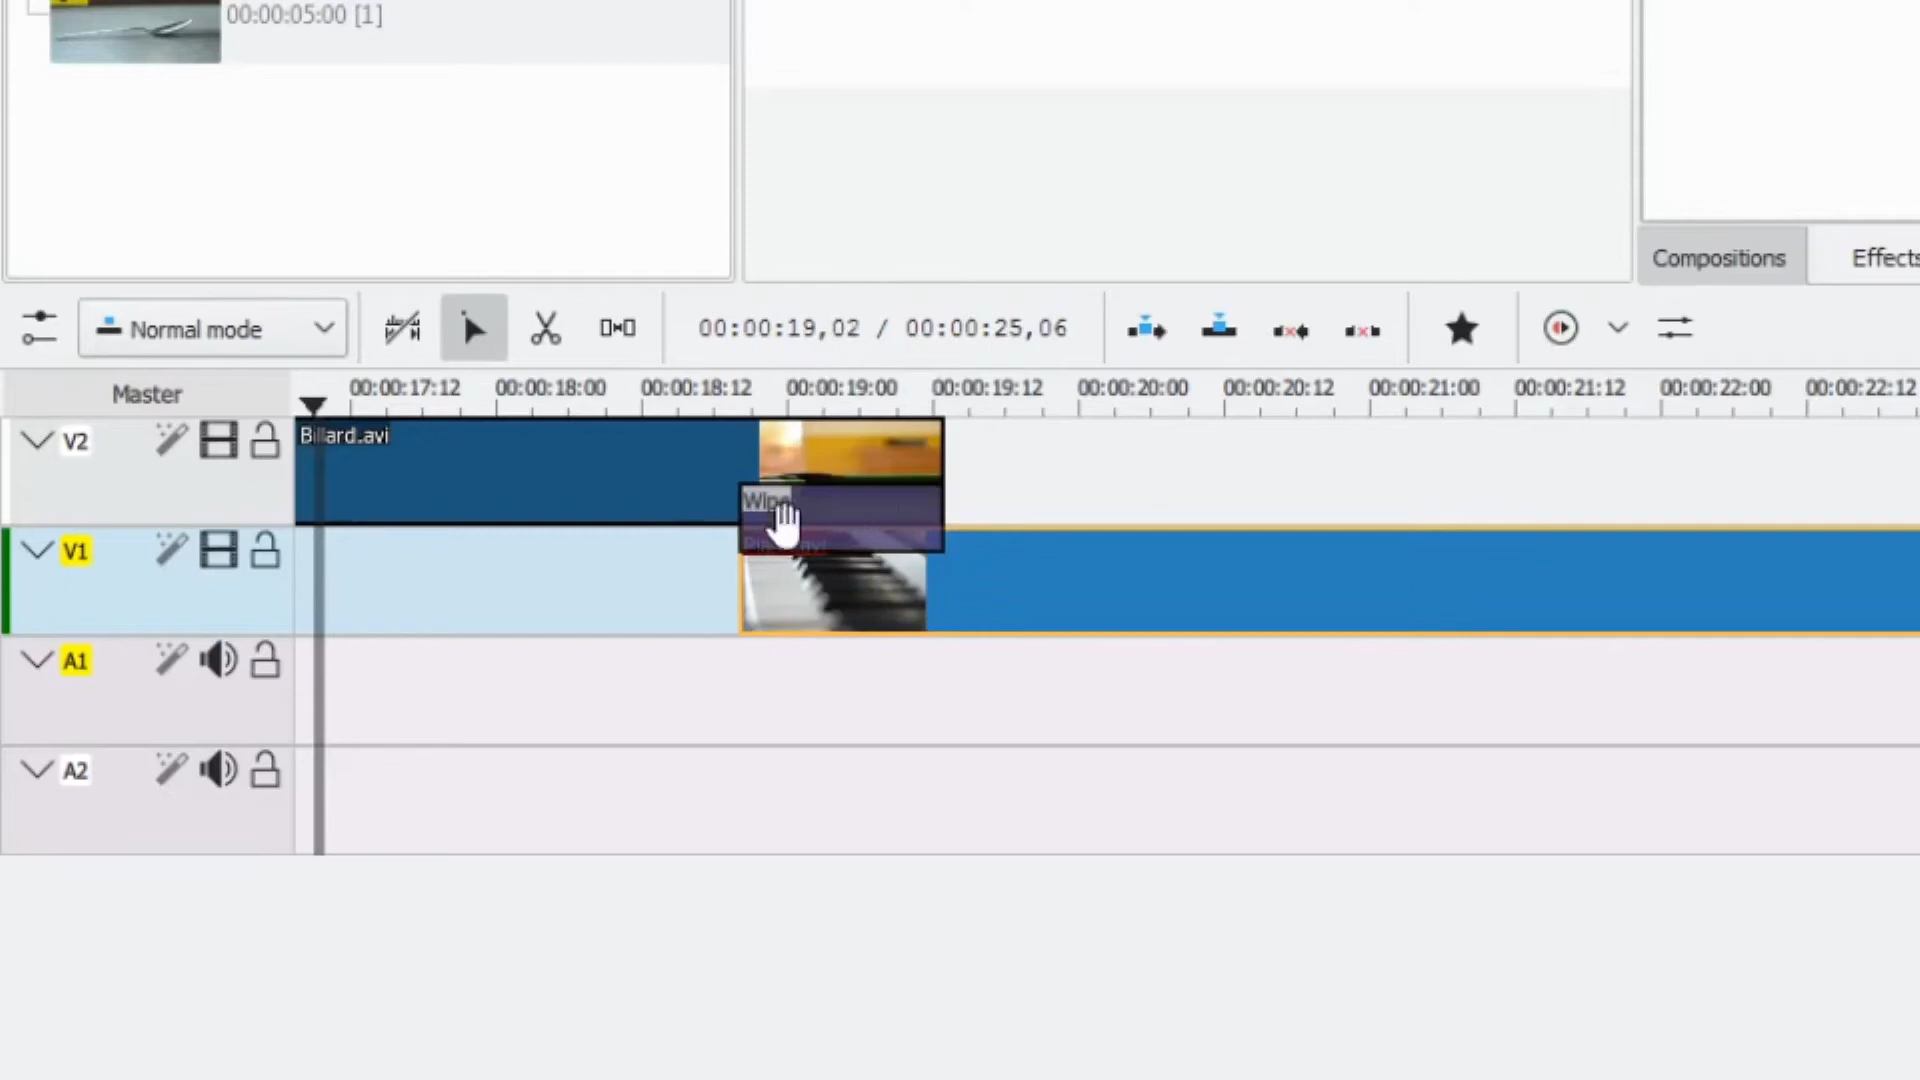 00:00:05:00 [1]
Compositions
Effects
Normal mode
00:00:19,02 / 00:00:25,06
Master
00:00:17:12
00:00:18:00
00:00:18:12
00:00:19:00
00:00:19:12
00:00:20:00
00:00:20:12
00:00:21:00
00:00:21:12
00:00:22:00
00:00:22:12
V2
Billard.avi
Wipe
V1
Piano.avi
A1
A2